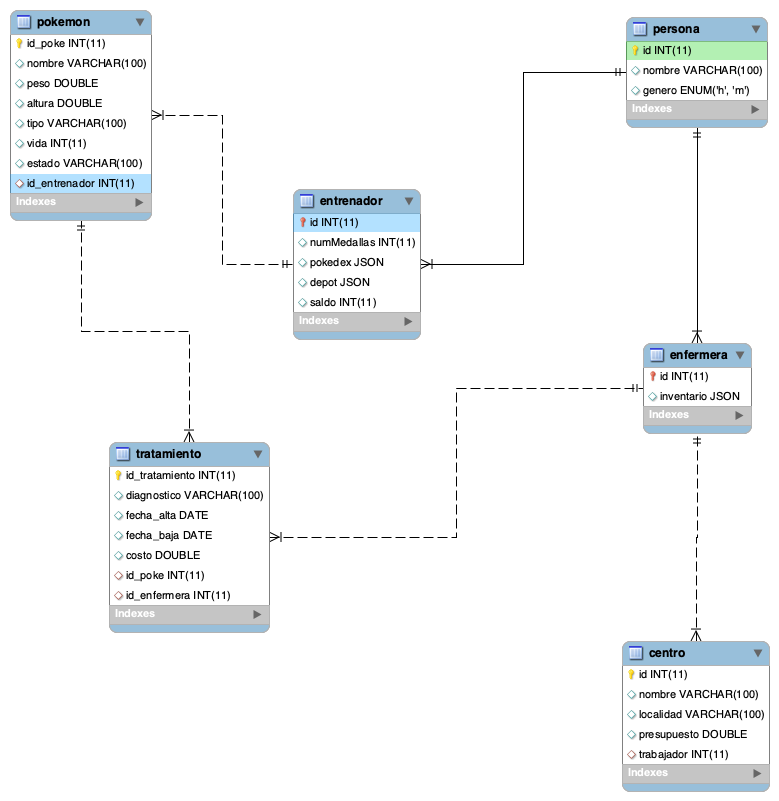 pokemon
id_poke INT(11)
nombre VARCHAR(100)
peso DOUBLE
altura DOUBLE
tipo VARCHAR(100)
vida INT(11)
estado VARCHAR(100)
id_entrenador INT(11)
Indexes
persona
id INT(11)
nombre VARCHAR(100)
genero ENUM('h', 'm')
Indexes
entrenador
id INT(11)
numMedallas INT(11)
pokedex JSON
depot JSON
saldo INT(11)
Indexes
enfermera
id INT(11)
inventario JSON
Indexes
tratamiento
id_tratamiento INT(11)
diagnostico VARCHAR(100)
fecha_alta DATE
fecha_baja DATE
costo DOUBLE
id_poke INT(11)
id_enfermera INT(11)
Indexes
centro
id INT(11)
nombre VARCHAR(100)
localidad VARCHAR(100)
presupuesto DOUBLE
trabajador INT(11)
Indexes